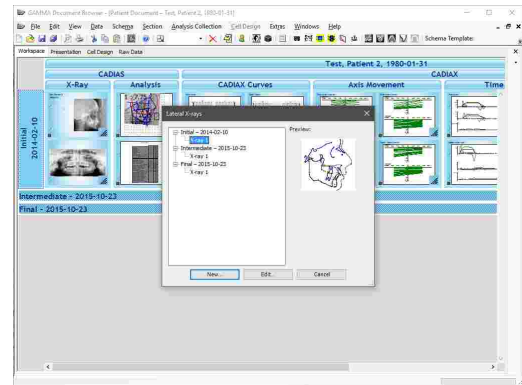 GAMMA Document Browser - [Patient Document - Test, Patient 2, 1980-01-31]
File Edit View Data Schema Section Analysis Collection Cell Design Extras Windows Help
Schema Template:
Workspace Presentation Cell Design Raw Data
Test, Patient 2, 1980-01-31
CADIAS CADIAX
X-Ray Analysis CADIAX Curves Axis Movement Time
Initial
2014-02-10
Lateral X-rays
Preview:
Initial - 2014-02-10
X-ray 1
Intermediate - 2015-10-23
X-ray 1
Final - 2015-10-23
X-ray 1
New... Edit... Cancel
Intermediate - 2015-10-23
Final - 2015-10-23